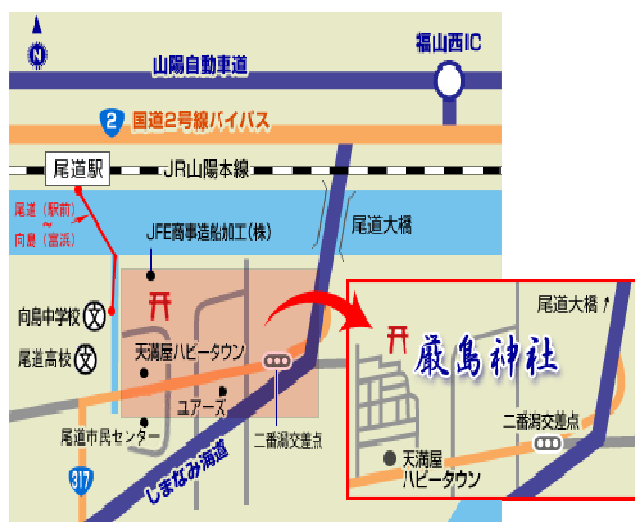 N
福山西IC
山陽自動車道
2 国道2号線バイパス
尾道駅
JR山陽本線
尾道(駅前)
~
向島(富浜)
JFE商事造船加工(株)
尾道大橋
向島中学校
文
尾道高校
文
天満屋ハピータウン
ユアーズ
二番潟交差点
尾道市民センター
しまなみ海道
317
尾道大橋
厳島神社
二番潟交差点
天満屋
ハピータウン